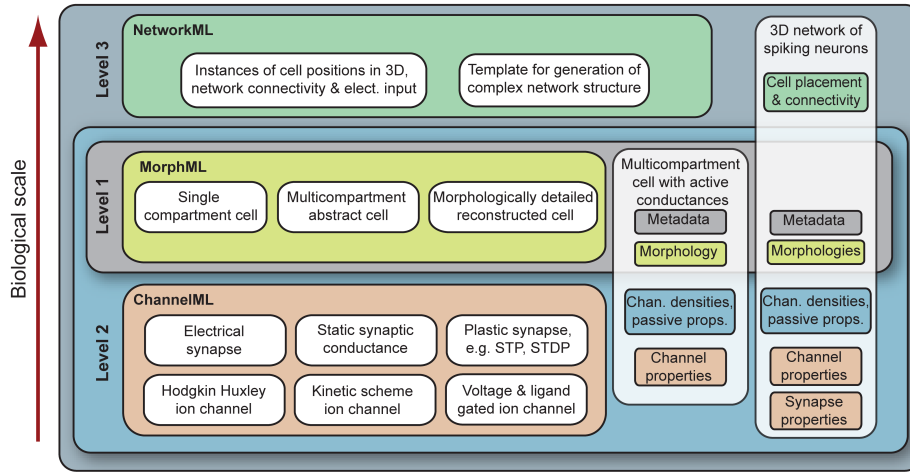 Biological scale
Level 3
NetworkML
Instances of cell positions in 3D,
network connectivity & elect. input
Template for generation of
complex network structure
Level 1
MorphML
Single
compartment cell
Multicompartment
abstract cell
Morphologically detailed
reconstructed cell
Level 2
ChannelML
Electrical
synapse
Static synaptic
conductance
Plastic synapse,
e.g. STP, STDP
Hodgkin Huxley
ion channel
Kinetic scheme
ion channel
Voltage & ligand
gated ion channel
Multicompartment
cell with active
conductances
Metadata
Morphology
Chan. densities,
passive props.
Channel
properties
3D network of
spiking neurons
Cell placement
& connectivity
Metadata
Morphologies
Chan. densities,
passive props.
Channel
properties
Synapse
properties